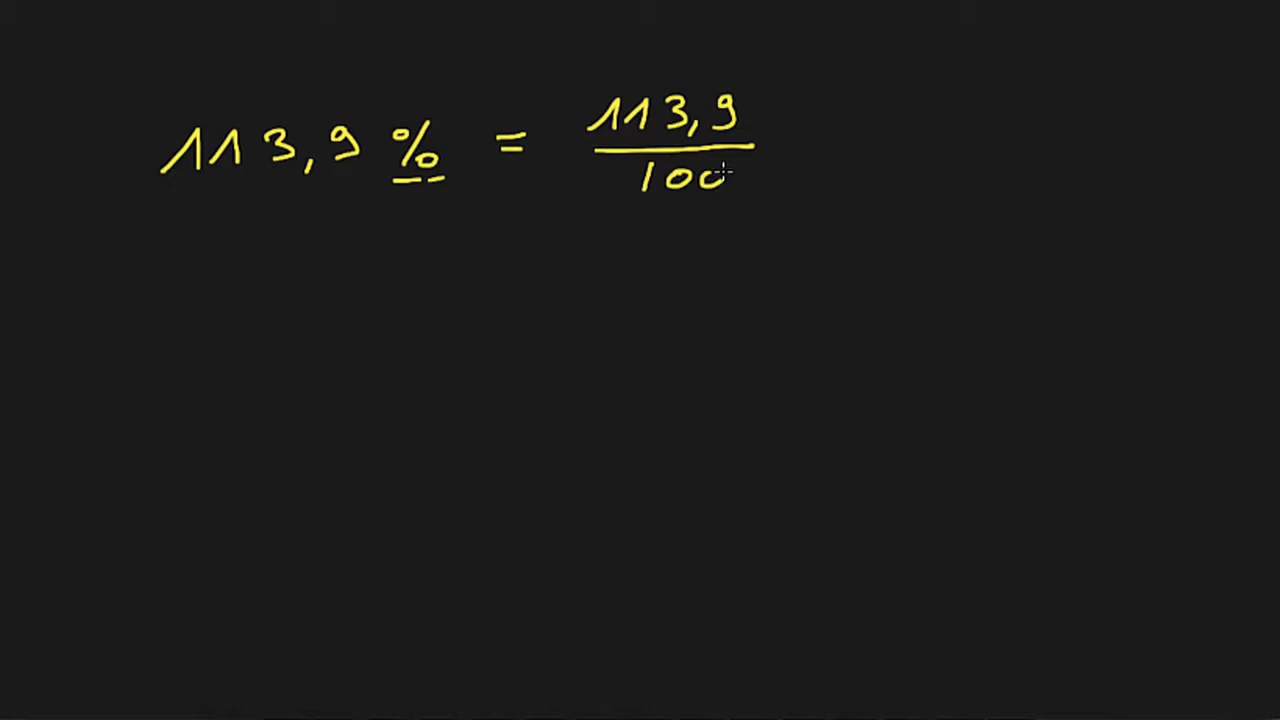 113,9 % = 113,9 / 100